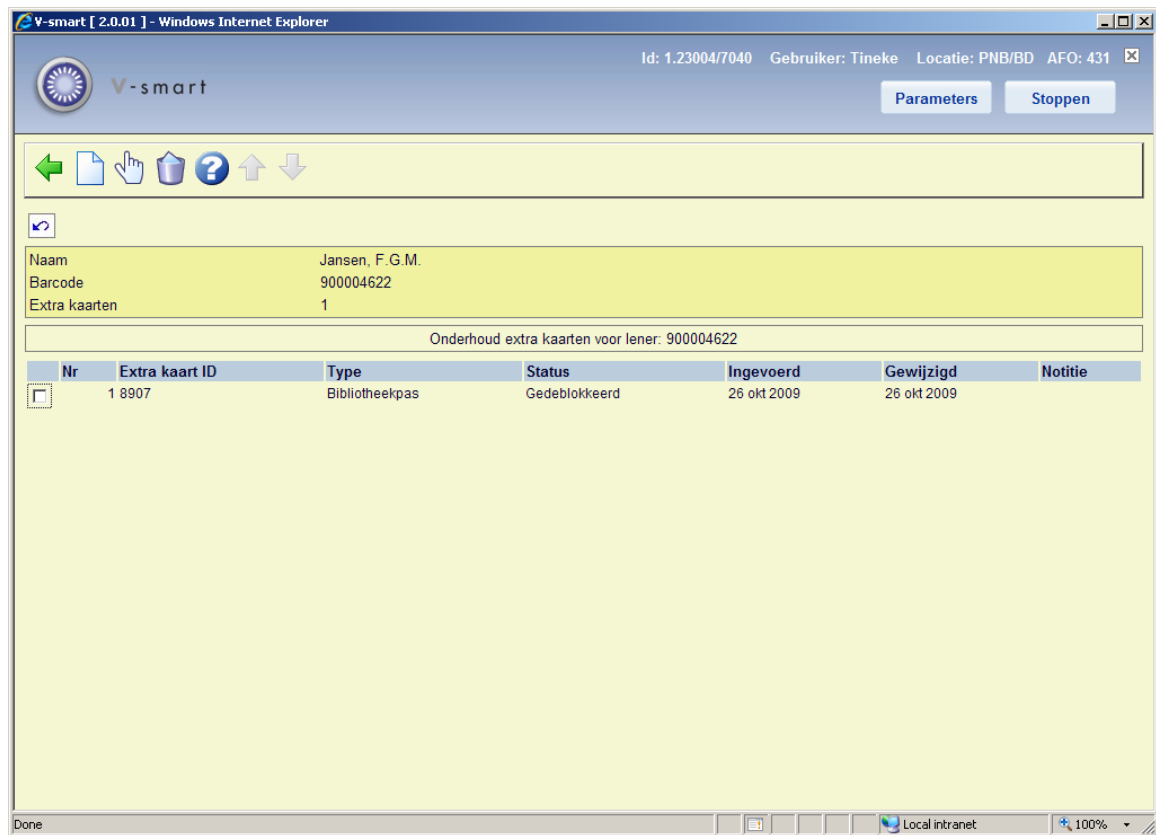 V-smart [ 2.0.01 ] - Windows Internet Explorer
Id: 1.23004/7040 Gebruiker: Tineke Locatie: PNB/BD AFO: 431
V-smart
Parameters Stoppen
Naam Jansen, F.G.M.
Barcode 900004622
Extra kaarten 1
Onderhoud extra kaarten voor lener: 900004622
Nr Extra kaart ID Type Status Ingevoerd Gewijzigd Notitie
1 8907 Bibliotheekpas Gedeblokkeerd 26 okt 2009 26 okt 2009
Done Local intranet 100%